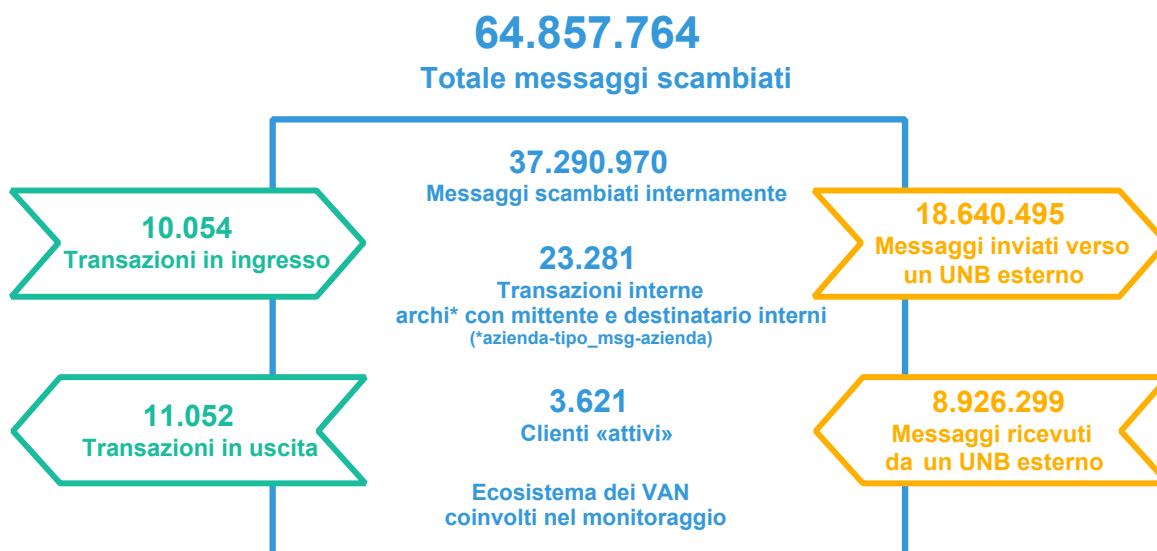 64.857.764
Totale messaggi scambiati
37.290.970
Messaggi scambiati internamente
10.054
Transazioni in ingresso
18.640.495
Messaggi inviati verso
un UNB esterno
23.281
Transazioni interne
archi* con mittente e destinatario interni
(*azienda-tipo_msg-azienda)
11.052
Transazioni in uscita
3.621
Clienti «attivi»
8.926.299
Messaggi ricevuti
da un UNB esterno
Ecosistema dei VAN
coinvolti nel monitoraggio